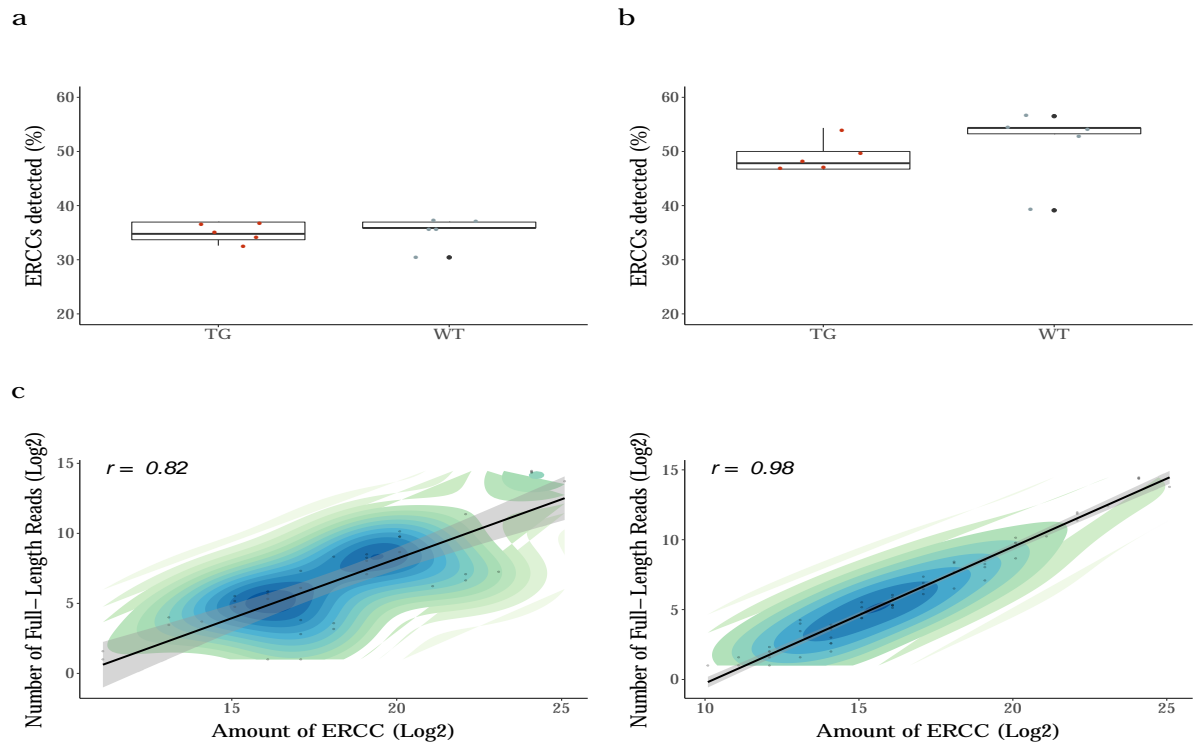 a
b
ERCCs detected (%)
60
50
40
30
20
TG
WT
ERCCs detected (%)
60
50
40
30
20
TG
WT
c
Number of Full-Length Reads (Log2)
r = 0.82
15
10
5
0
15
20
25
Amount of ERCC (Log2)
Number of Full-Length Reads (Log2)
r = 0.98
15
10
5
0
10
15
20
25
Amount of ERCC (Log2)